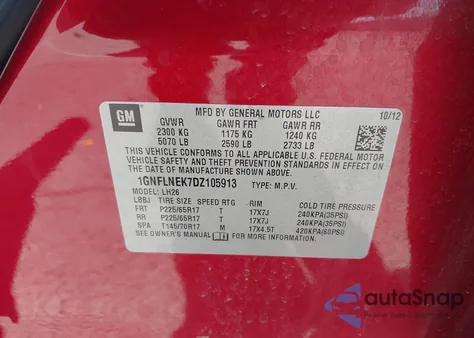 GM
MFD BY GENERAL MOTORS LLC 10/12
GVWR GAWR FRT GAWR RR
2300 KG 1175 KG 1240 KG
5070 LB 2590 LB 2733 LB
THIS VEHICLE CONFORMS TO ALL APPLICABLE U.S.
FEDERAL MOTOR VEHICLE SAFETY, BUMPER, AND
THEFT PREVENTION STANDARDS IN EFFECT ON THE
DATE OF MANUFACTURE SHOWN ABOVE.
1GNFLNEK7DZ105913 TYPE: M.P.V.
MODEL: LH26
LBBJ TIRE SIZE SPEED RTG RIM COLD TIRE PRESSURE
FRT P225/65R17 T 17X7J 240KPA(35PSI)
RR P225/65R17 T 17X7J 240KPA(35PSI)
SPA T145/70R17 M 17X4.5T 420KPA(60PSI)
SEE OWNER'S MANUAL FOR MORE INFORMATION.
autoSnap